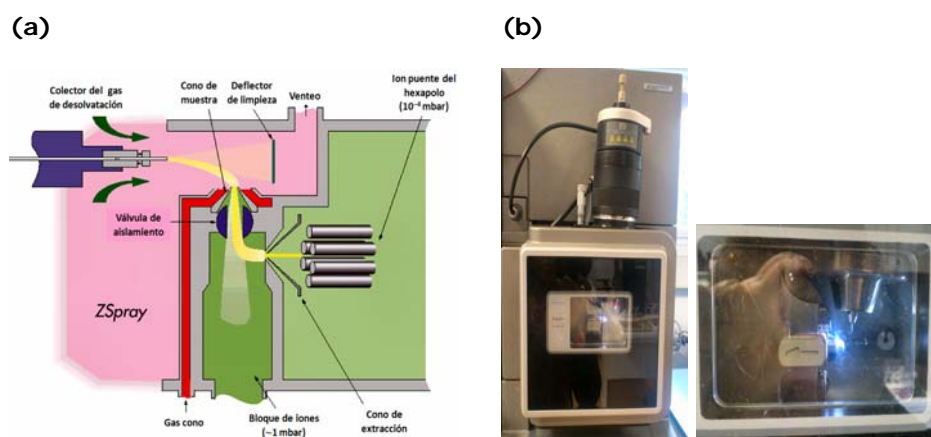 (a)
(b)
Colector del gas
de desolvatación
Cono de
muestra
Deflector
de limpieza
Venteo
Ion puente del
hexapolo
(10⁻⁴ mbar)
Válvula de
aislamiento
ZSpray
Gas cono
Bloque de iones
(~1 mbar)
Cono de
extracción